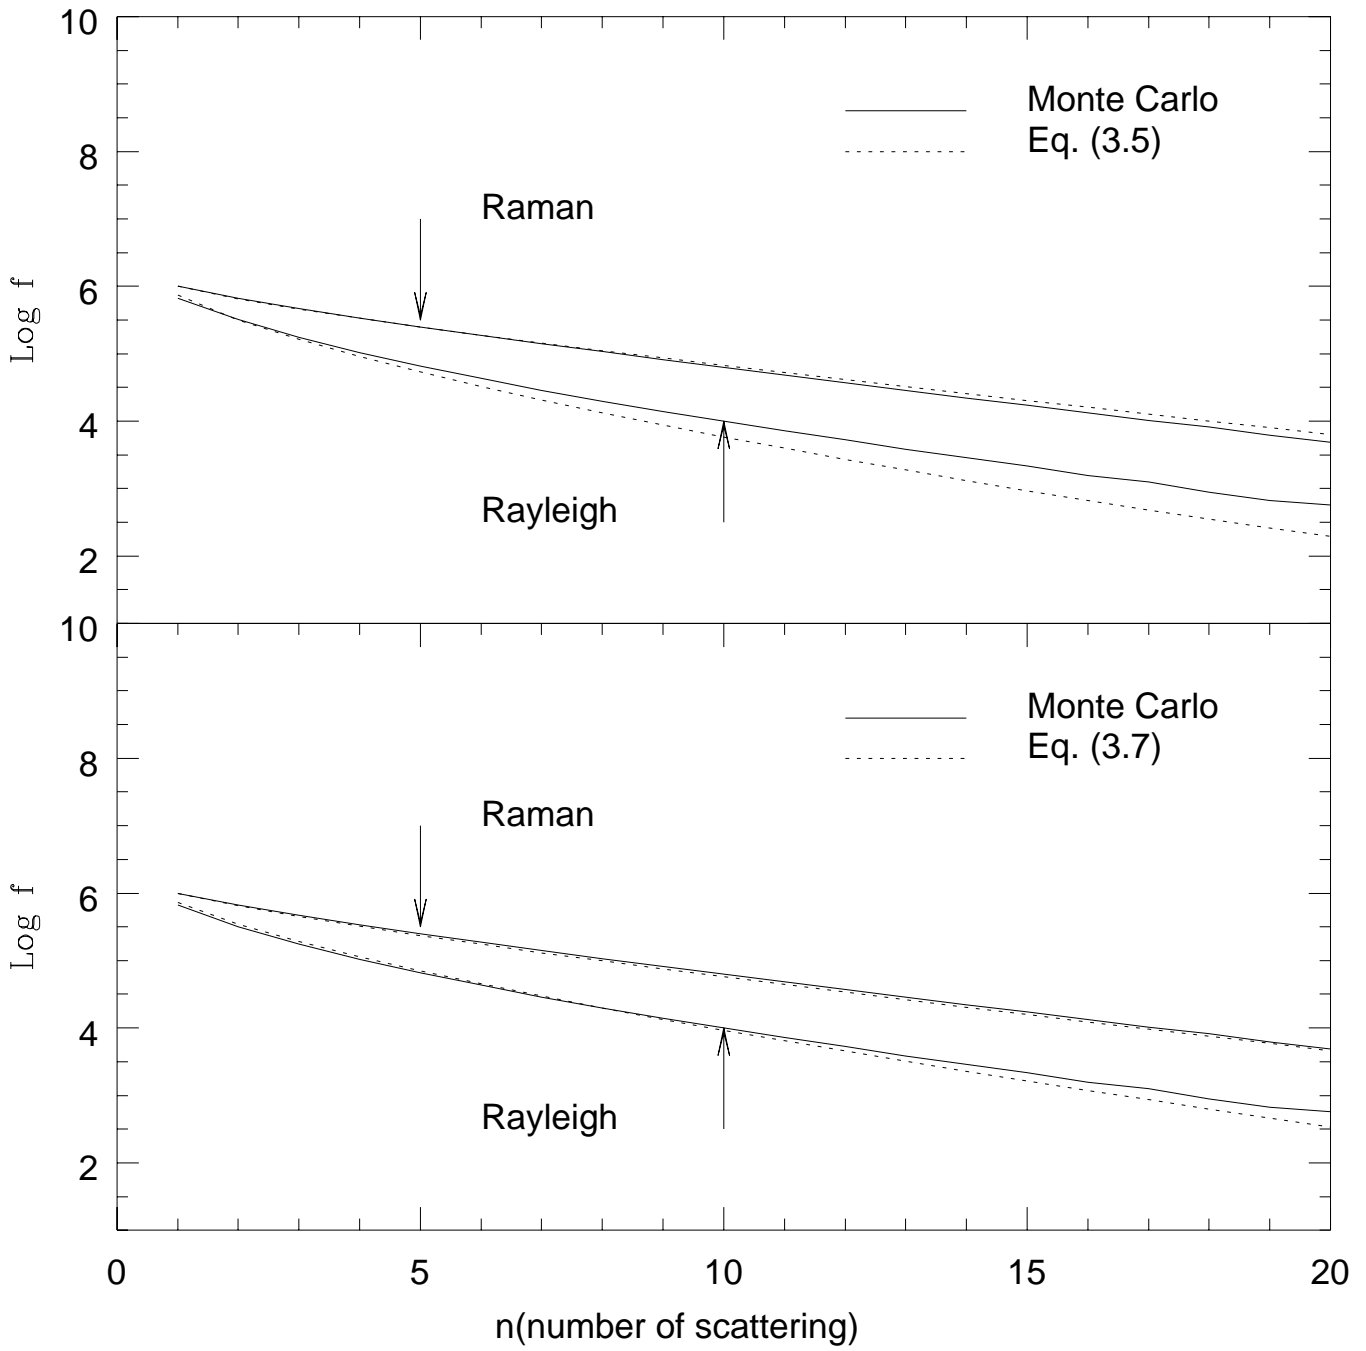 10
Monte Carlo
Eq. (3.5)
8
Raman
6
Log f
4
Rayleigh
2
10
Monte Carlo
Eq. (3.7)
8
Raman
6
Log f
4
Rayleigh
2
0 5 10 15 20
n(number of scattering)